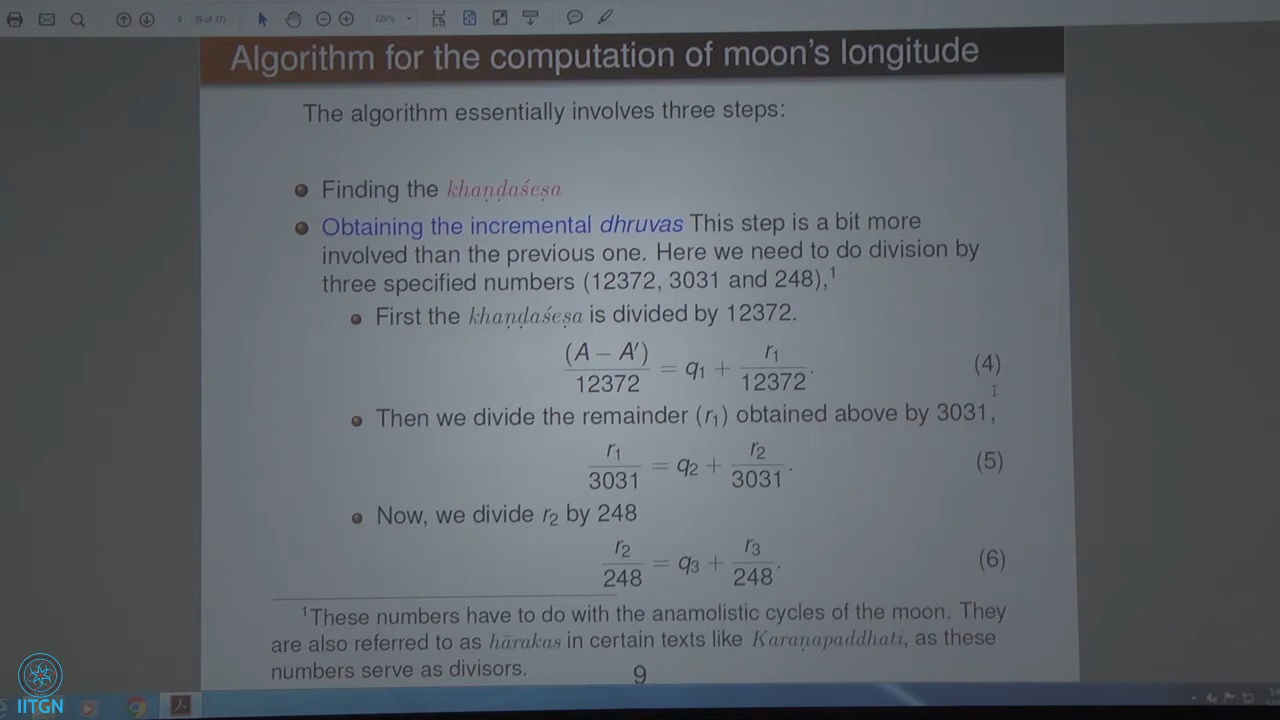 9 (9 of 37) 220%
Algorithm for the computation of moon's longitude
The algorithm essentially involves three steps:
Finding the khaṇḍaśeṣa
Obtaining the incremental dhruvas This step is a bit more
involved than the previous one. Here we need to do division by
three specified numbers (12372, 3031 and 248),¹
First the khaṇḍaśeṣa is divided by 12372.
(A − A′)/12372 = q₁ + r₁/12372. (4)
Then we divide the remainder (r₁) obtained above by 3031,
r₁/3031 = q₂ + r₂/3031. (5)
Now, we divide r₂ by 248
r₂/248 = q₃ + r₃/248. (6)
¹These numbers have to do with the anamolistic cycles of the moon. They
are also referred to as hārakas in certain texts like Karaṇapaddhati, as these
numbers serve as divisors.
9
IITGN